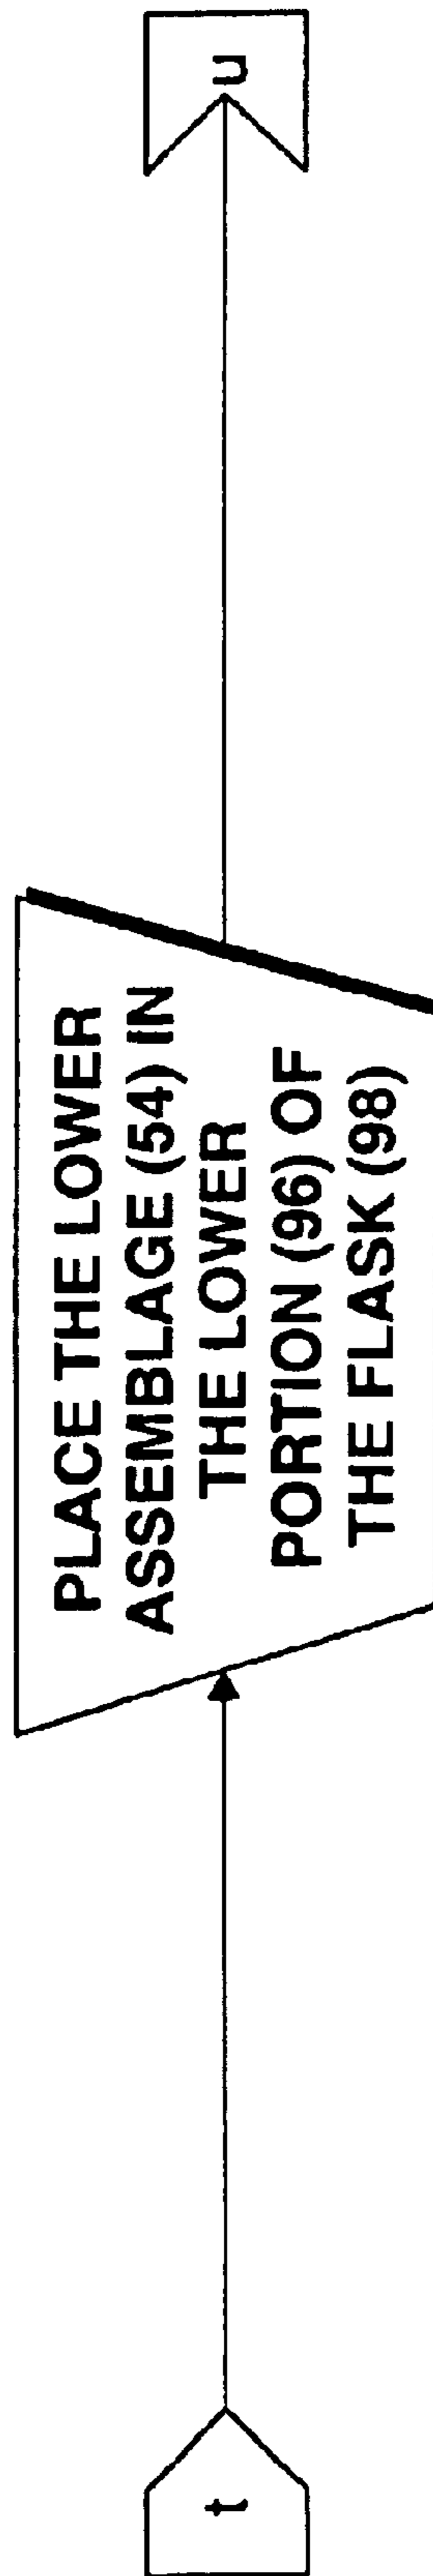 t
PLACE THE LOWER
ASSEMBLAGE (54) IN
THE LOWER
PORTION (96) OF
THE FLASK (98)
u